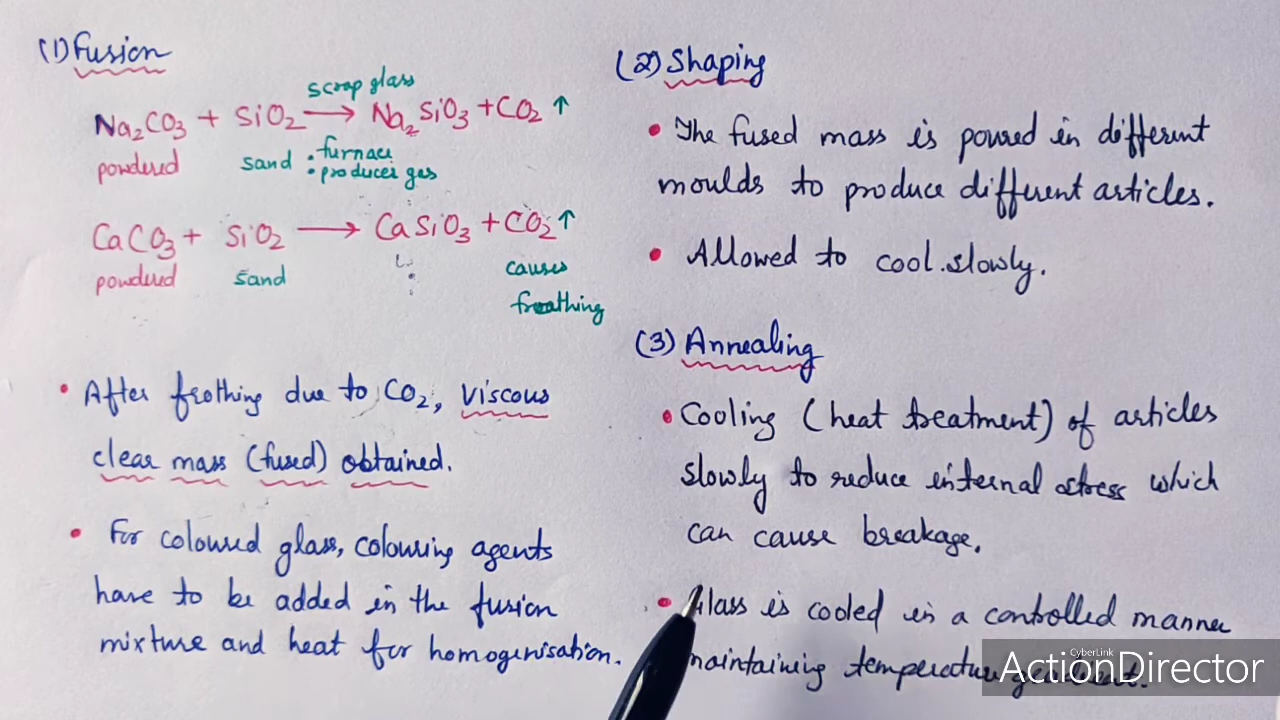 (1) Fusion
scrap glass
Na2CO3 + SiO2 → Na2SiO3 + CO2 ↑
powdered sand • furnace
• producer gas
CaCO3 + SiO2 → CaSiO3 + CO2 ↑
powdered sand causes
froathing
• After frothing due to CO2, viscous
clear mass (fused) obtained.
• For coloured glass, colouring agents
have to be added in the fusion
mixture and heat for homogenisation.
(2) Shaping
• The fused mass is poured in different
moulds to produce different articles.
• Allowed to cool slowly.
(3) Annealing
• Cooling (heat treatment) of articles
slowly to reduce internal stress which
can cause breakage.
• Glass is cooled in a controlled manner
maintaining temperature
CyberLink
ActionDirector